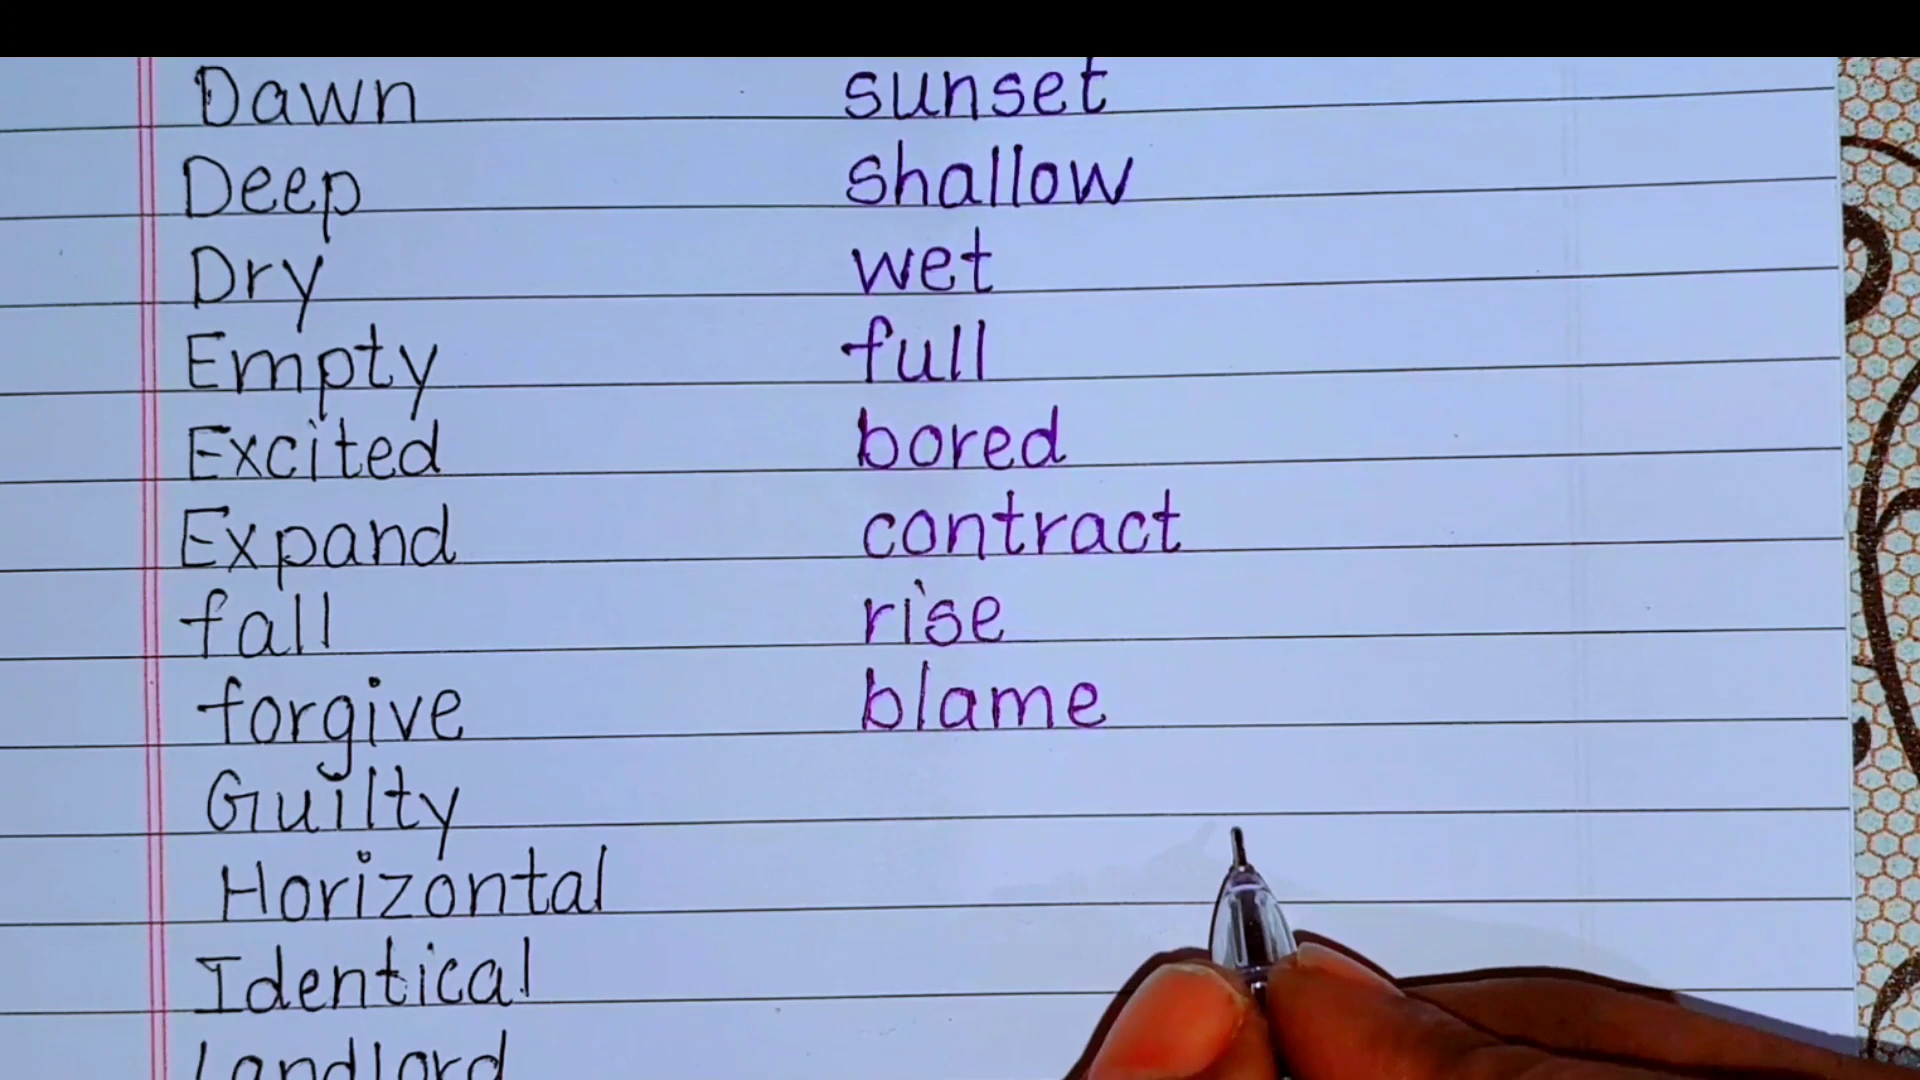 Dawn sunset
Deep shallow
Dry wet
Empty full
Excited bored
Expand contract
fall rise
forgive blame
Guilty
Horizontal
Identical
Landlord